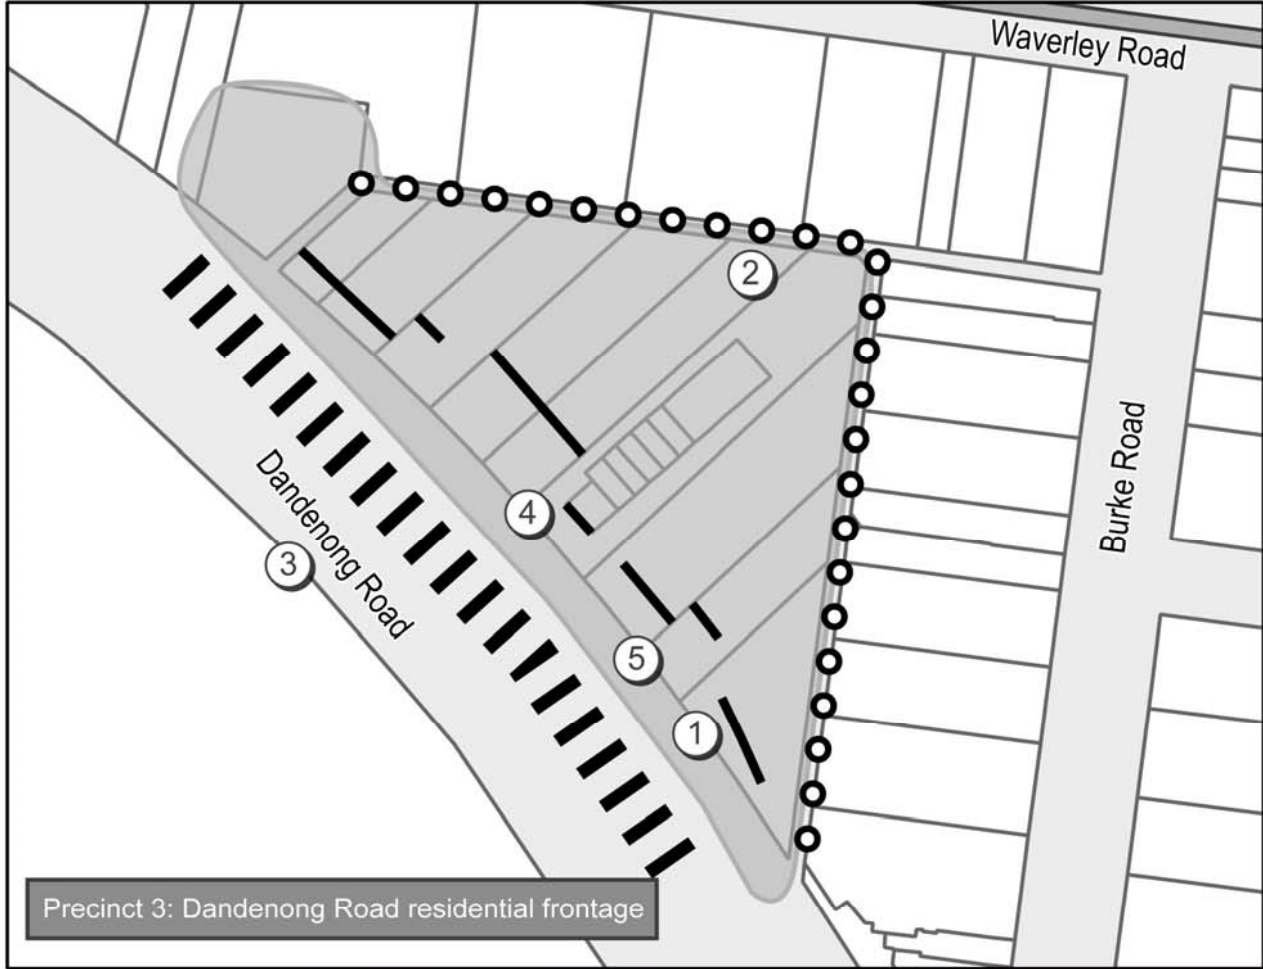 Waverley Road
2
Burke Road
4
Dandenong Road
3
5
1
Precinct 3: Dandenong Road residential frontage